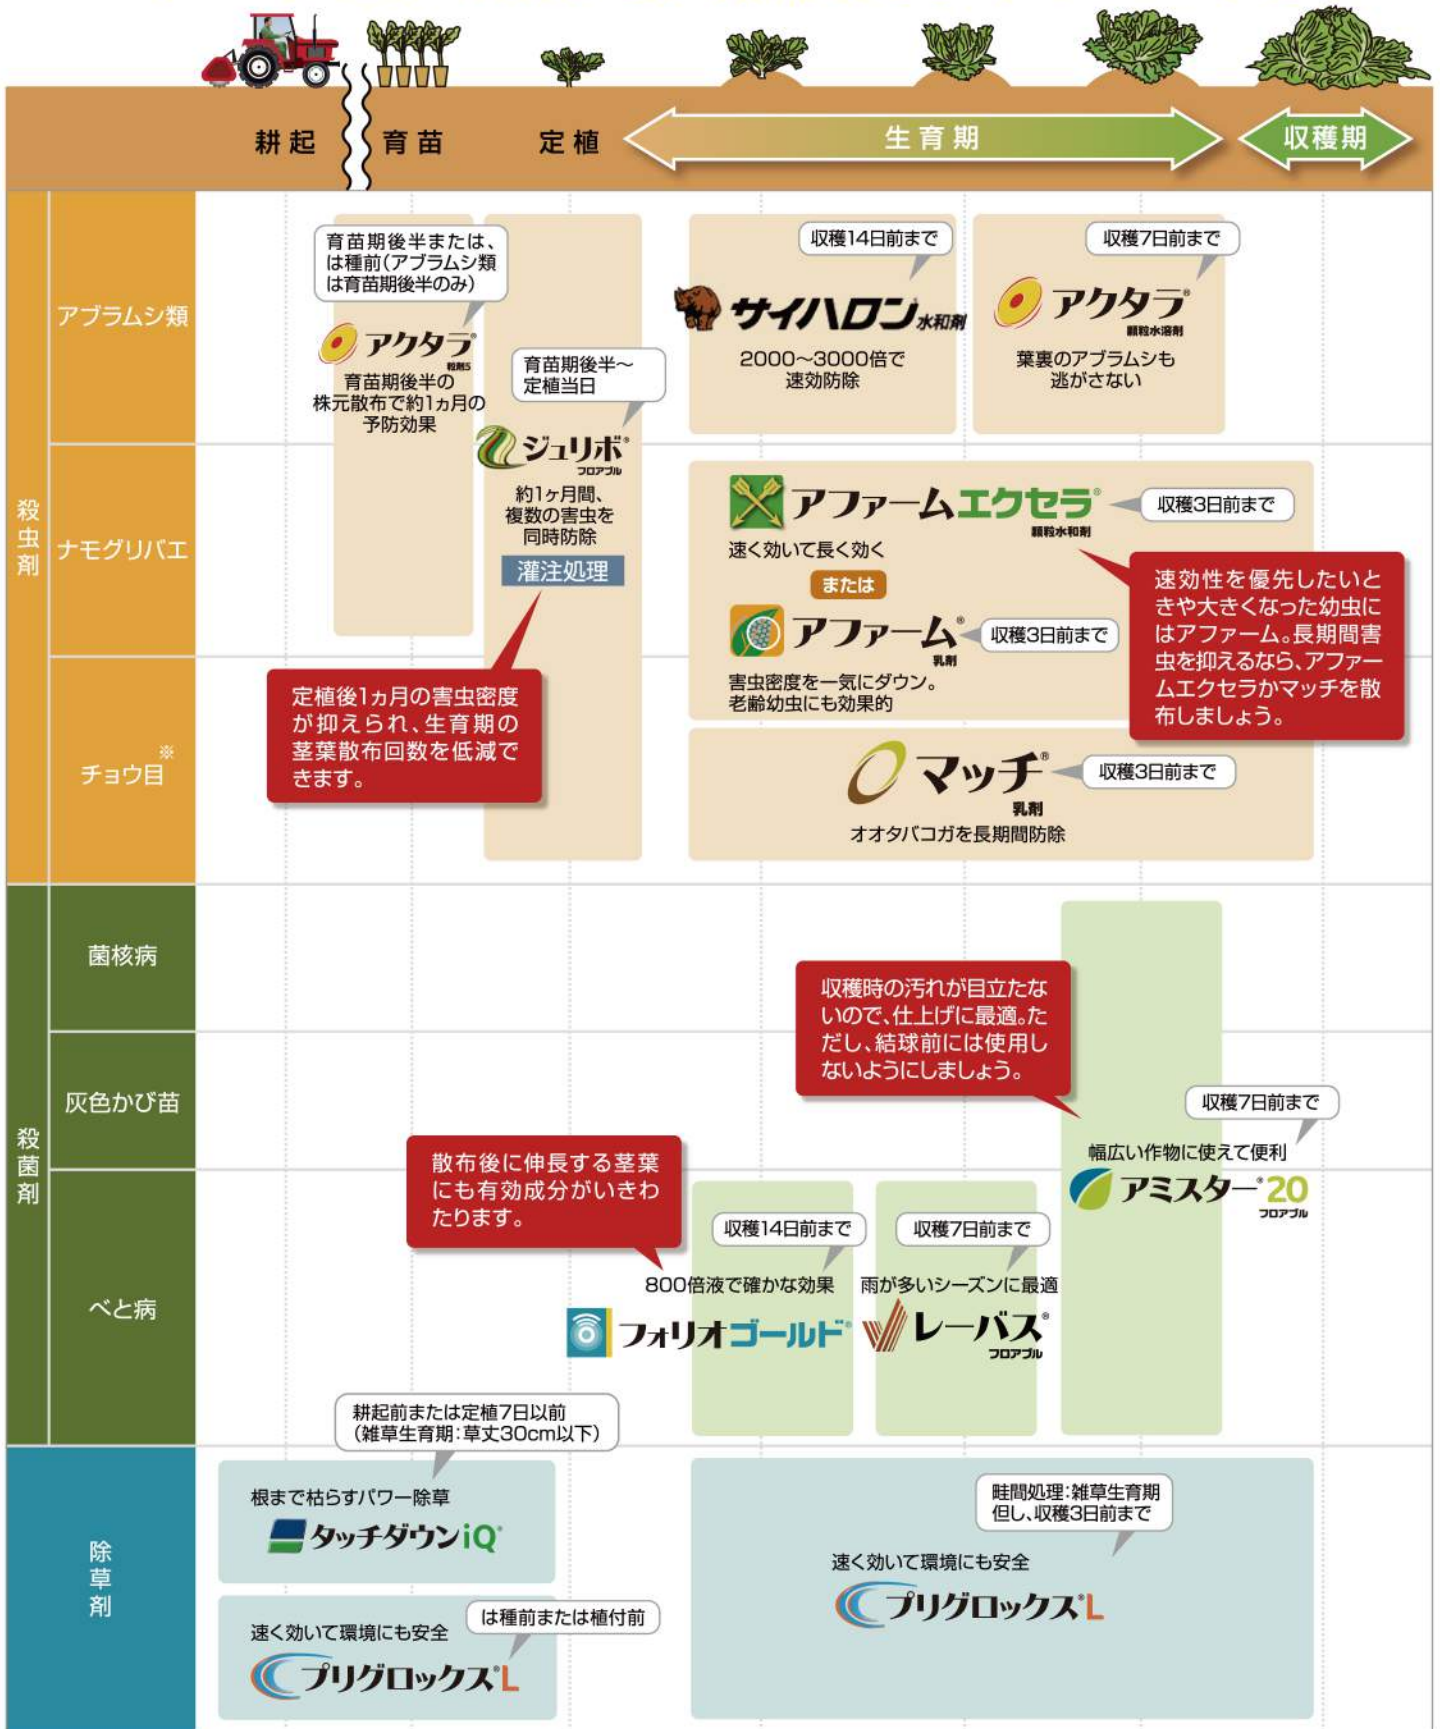 耕起
育苗
定植
生育期
収穫期
殺虫剤
アブラムシ類
育苗期後半または、
は種前(アブラムシ類
は育苗期後半のみ)
アクタラ®
粒剤5
育苗期後半の
株元散布で約1ヵ月の
予防効果
育苗期後半～
定植当日
ジュリボ®
フロアブル
約1ヶ月間、
複数の害虫を
同時防除
灌注処理
定植後1ヵ月の害虫密度
が抑えられ、生育期の
茎葉散布回数を低減で
きます。
収穫14日前まで
サイハロン水和剤
2000～3000倍で
速効防除
収穫7日前まで
アクタラ®
顆粒水溶剤
葉裏のアブラムシも
逃がさない
ナモグリバエ
アファームエクセラ®
顆粒水和剤
収穫3日前まで
速く効いて長く効く
または
アファーム®
乳剤
収穫3日前まで
害虫密度を一気にダウン。
老齢幼虫にも効果的
速効性を優先したいと
きや大きくなった幼虫に
はアファーム。長期間害
虫を抑えるなら、アファー
ムエクセラかマッチを散
布しましょう。
チョウ目※
マッチ®
乳剤
収穫3日前まで
オオタバコガを長期間防除
殺菌剤
菌核病
収穫時の汚れが目立たな
いので、仕上げに最適。た
だし、結球前には使用し
ないようにしましょう。
灰色かび苗
収穫7日前まで
幅広い作物に使えて便利
アミスター®20
フロアブル
べと病
散布後に伸長する茎葉
にも有効成分がいきわ
たります。
収穫14日前まで
800倍液で確かな効果
フォリオゴールド®
収穫7日前まで
雨が多いシーズンに最適
レーバス®
フロアブル
除草剤
耕起前または定植7日以前
(雑草生育期:草丈30cm以下)
根まで枯らすパワー除草
タッチダウンiQ®
は種前または植付前
速く効いて環境にも安全
プリグロックス®L
畦間処理:雑草生育期
但し、収穫3日前まで
速く効いて環境にも安全
プリグロックス®L